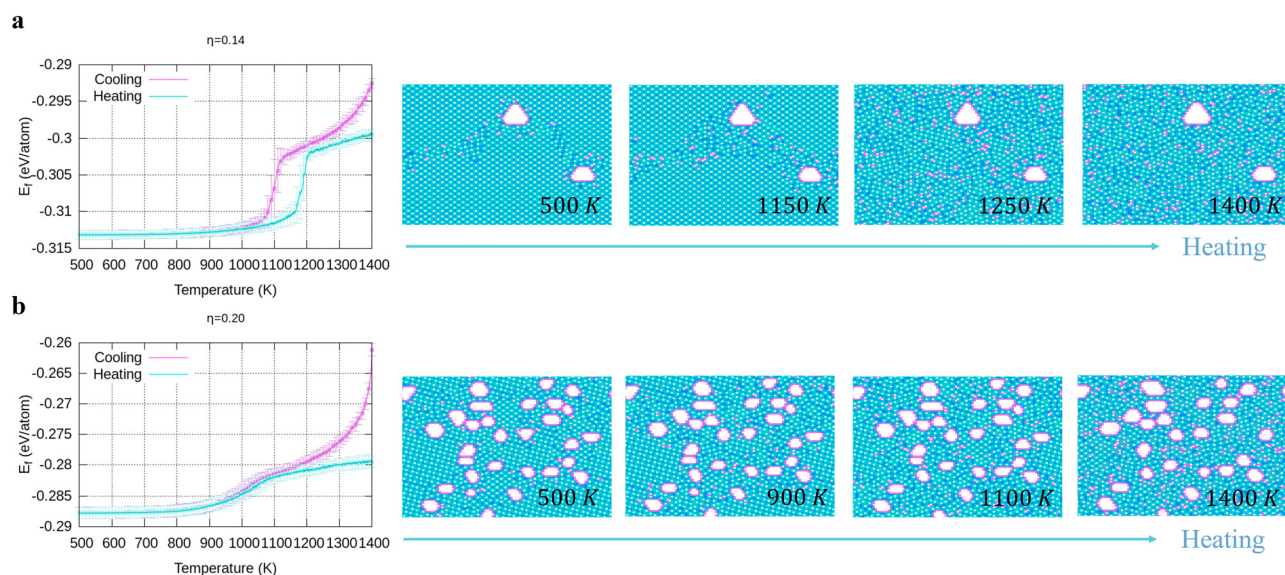 a
η=0.14
-0.29
-0.295
-0.3
-0.305
-0.31
-0.315
E_f (eV/atom)
Cooling
Heating
500 600 700 800 900 1000 1100 1200 1300 1400
Temperature (K)
500 K
1150 K
1250 K
1400 K
Heating
b
η=0.20
-0.26
-0.265
-0.27
-0.275
-0.28
-0.285
-0.29
E_f (eV/atom)
Cooling
Heating
500 600 700 800 900 1000 1100 1200 1300 1400
Temperature (K)
500 K
900 K
1100 K
1400 K
Heating